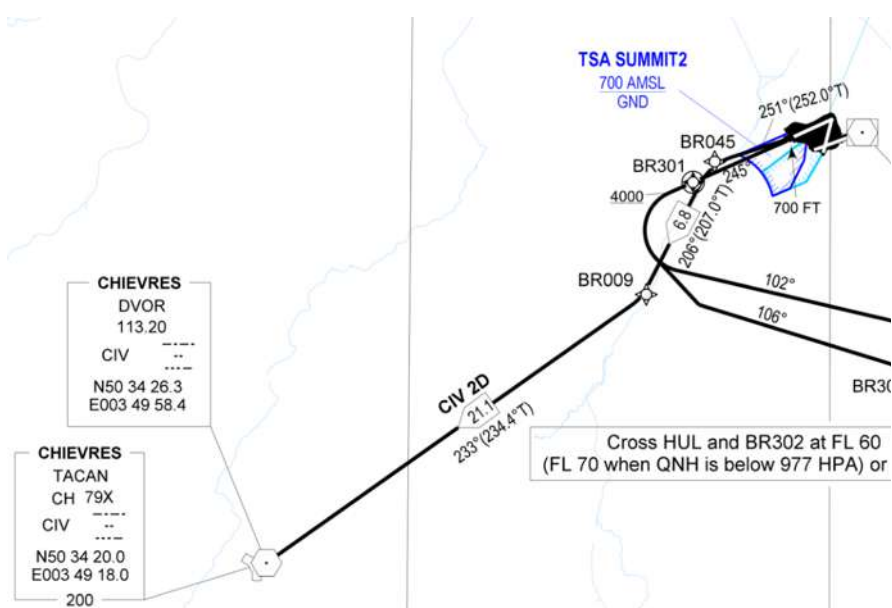 TSA SUMMIT2
700 AMSL
GND
251°(252.0°T)
BR045
BR301
245°
4000
700 FT
6.8
206°(207.0°T)
BR009
102°
106°
CHIEVRES
DVOR
113.20
CIV
N50 34 26.3
E003 49 58.4
CIV 2D
21.1
233°(234.4°T)
BR30
Cross HUL and BR302 at FL 60
(FL 70 when QNH is below 977 HPA) or
CHIEVRES
TACAN
CH 79X
CIV
N50 34 20.0
E003 49 18.0
200